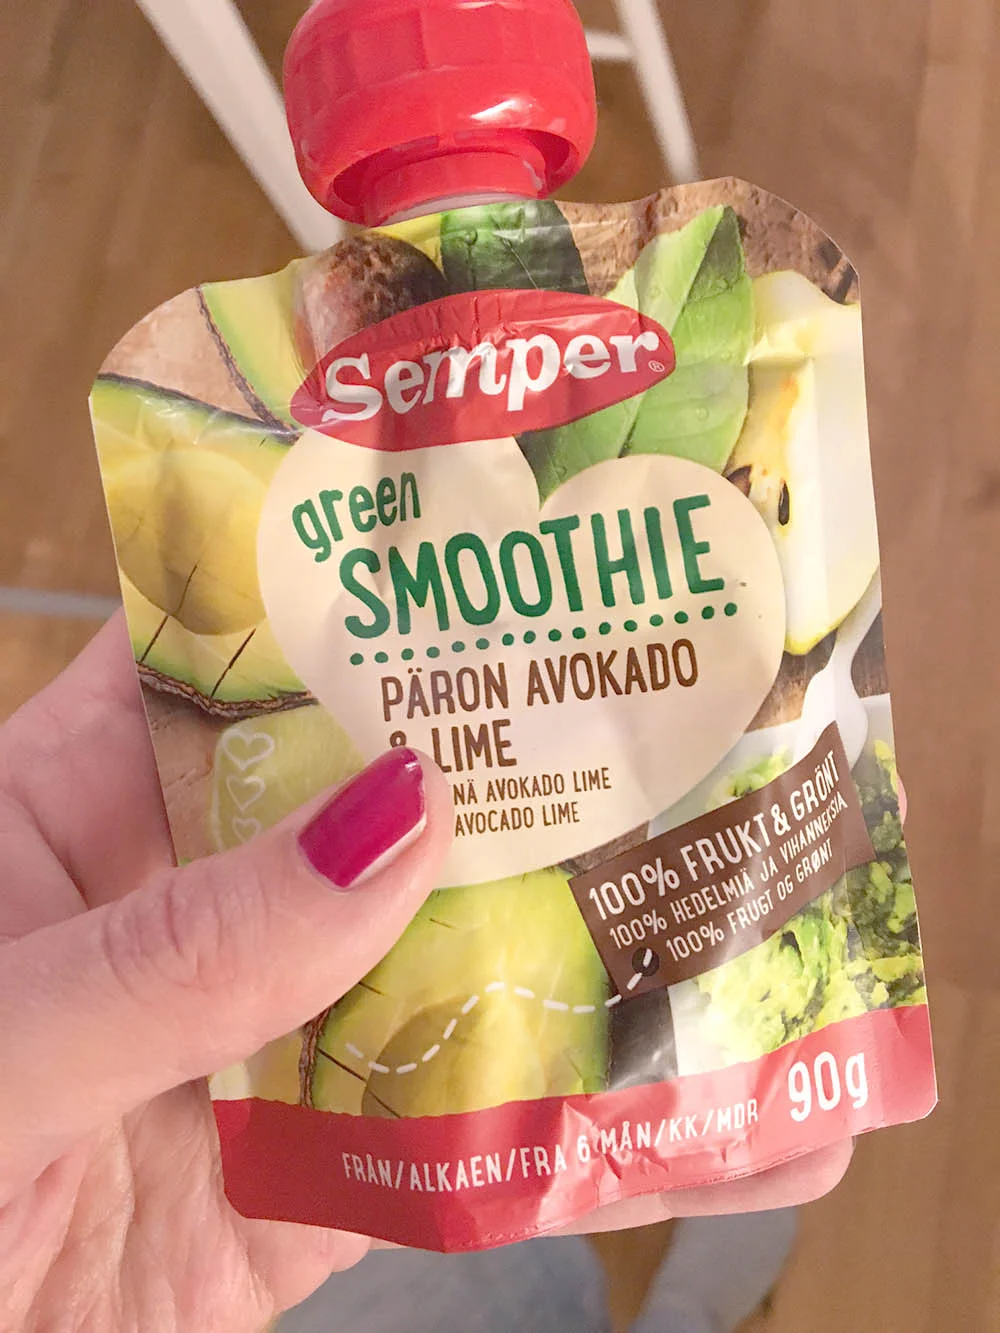 Semper®
green
SMOOTHIE
PÄRON AVOKADO
& LIME
AVOKADO LIME
AVOCADO LIME
100% FRUKT & GRÖNT
100% HEDELMIÄ JA VIHANNEKSIA
100% FRUGT OG GRØNT
90g
FRÅN/ALKAEN/FRA 6 MÅN/KK/MDR